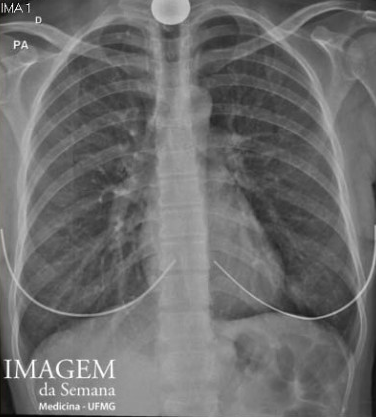 IMA 1
D
PA
IMAGEM
da Semana
Medicina - UFMG